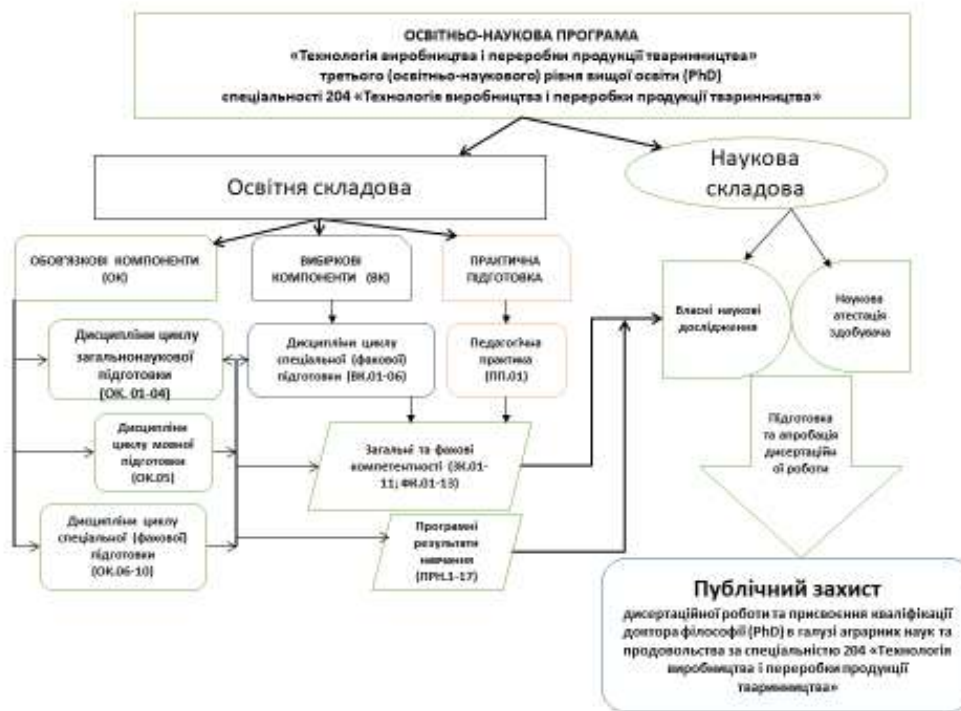 ОСВІТНЬО-НАУКОВА ПРОГРАМА
«Технологія виробництва і переробки продукції тваринництва»
третього (освітньо-наукового) рівня вищої освіти (PhD)
спеціальності 204 «Технологія виробництва і переробки продукції тваринництва»
Освітня складова
Наукова
складова
ОБОВ'ЯЗКОВІ КОМПОНЕНТИ
(ОК)
ВИБІРКОВІ
КОМПОНЕНТИ (ВК)
ПРАКТИЧНА
ПІДГОТОВКА
Дисципліни циклу
загальнонаукової
підготовки
(ОК. 01-04)
Дисципліни циклу
спеціальної (фахової)
підготовки (ВК.01-06)
Педагогічна
практика
(ПП.01)
Власні наукові
дослідження
Наукова
атестація
здобувача
Дисципліни
циклу мовної
підготовки
(ОК.05)
Загальні та фахові
компетентності (ЗК.01-
11; ФК.01-13)
Підготовка
та апробація
дисертаційн
ої роботи
Дисципліни циклу
спеціальної (фахової)
підготовки
(ОК.06-10)
Програмні
результати
навчання
(ПРН.1-17)
Публічний захист
дисертаційної роботи та присвоєння кваліфікації
доктора філософії (PhD) в галузі аграрних наук та
продовольства за спеціальністю 204 «Технологія
виробництва і переробки продукції
тваринництва»